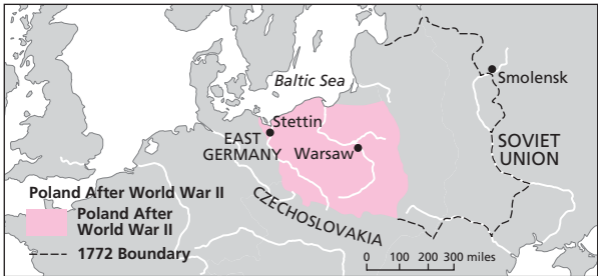 Baltic Sea
Smolensk
Stettin
EAST
GERMANY
Warsaw
SOVIET
UNION
CZECHOSLOVAKIA
Poland After World War II
Poland After
World War II
1772 Boundary
0 100 200 300 miles